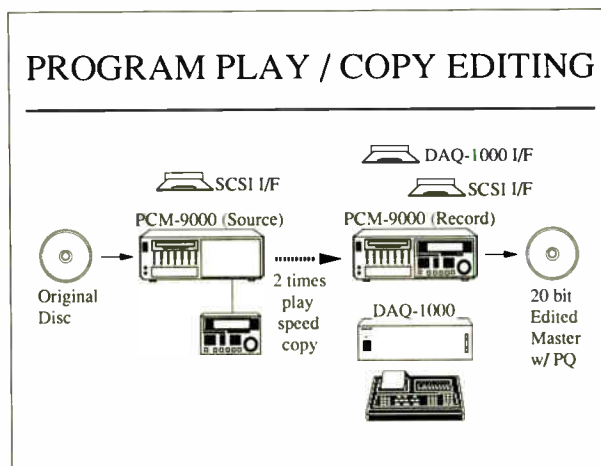 PROGRAM PLAY / COPY EDITING
DAQ-1000 I/F
SCSI I/F
SCSI I/F
PCM-9000 (Source)
PCM-9000 (Record)
Original
Disc
2 times
play
speed
copy
DAQ-1000
20 bit
Edited
Master
w/ PQ